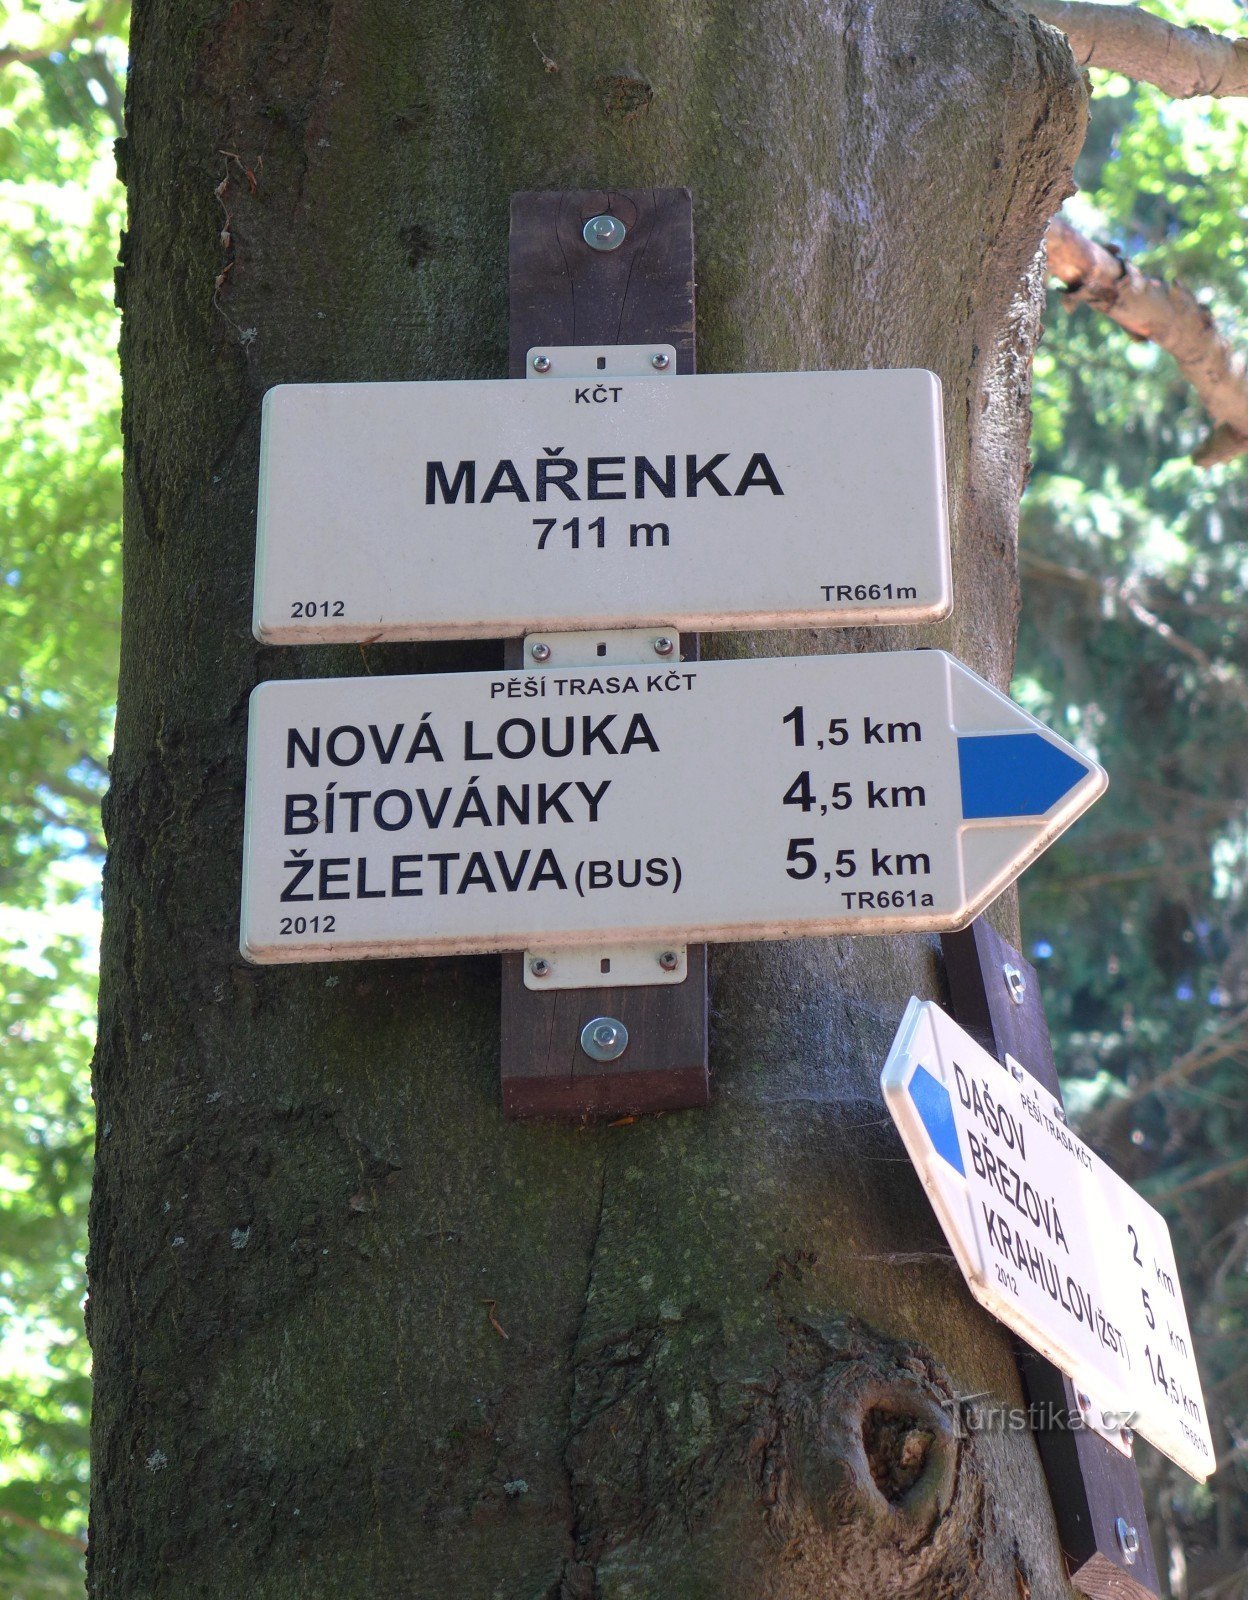 KČT
MAŘENKA
711 m
2012 TR661m
PĚŠÍ TRASA KČT
NOVÁ LOUKA 1,5 km
BÍTOVÁNKY 4,5 km
ŽELETAVA (BUS) 5,5 km
2012 TR661a
PĚŠÍ TRASA KČT
DAŠOV 2 km
BŘEZOVÁ 5 km
KRAHULOV (ŽST) 14,5 km
2012 TR661b
Turistika.cz